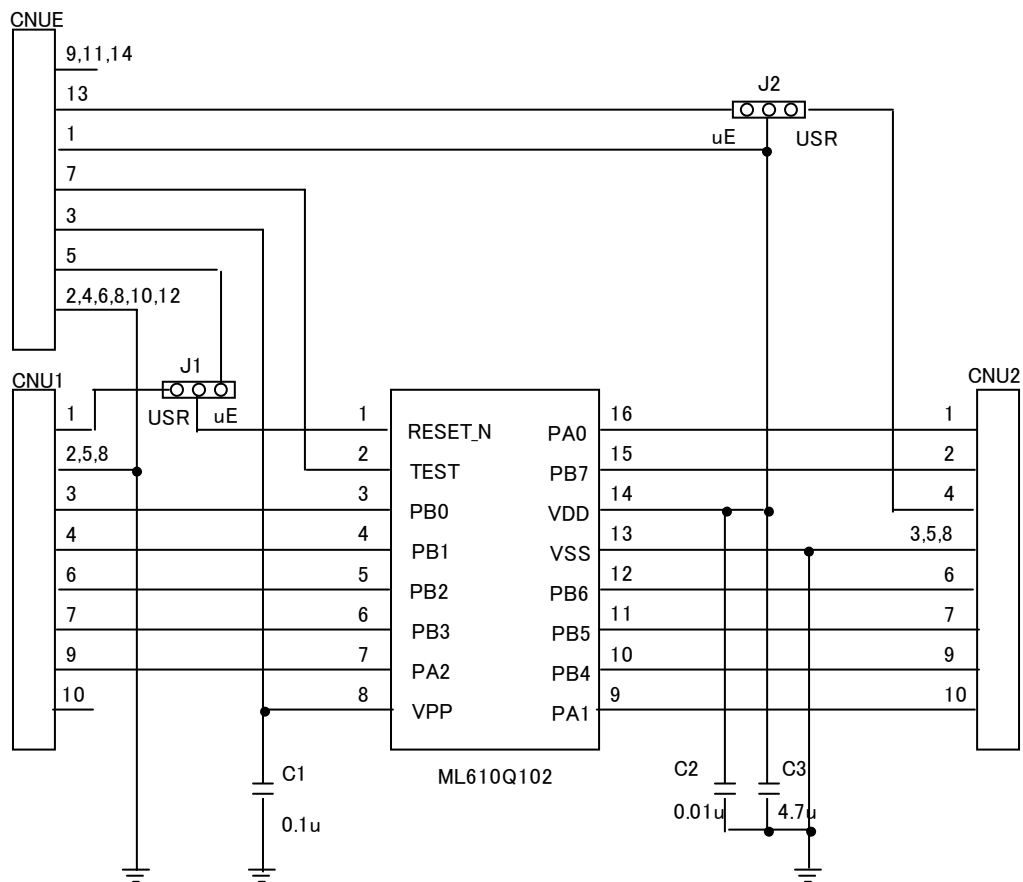 CNUE
9,11,14
13
1
7
3
5
2,4,6,8,10,12
J2
uE
USR
J1
USR
uE
CNU1
1
2,5,8
3
4
6
7
9
10
1
2
3
4
5
6
7
8
RESET_N
TEST
PB0
PB1
PB2
PB3
PA2
VPP
PA0
PB7
VDD
VSS
PB6
PB5
PB4
PA1
16
15
14
13
12
11
10
9
CNU2
1
2
4
3,5,8
6
7
9
10
ML610Q102
C1
0.1u
C2
0.01u
C3
4.7u